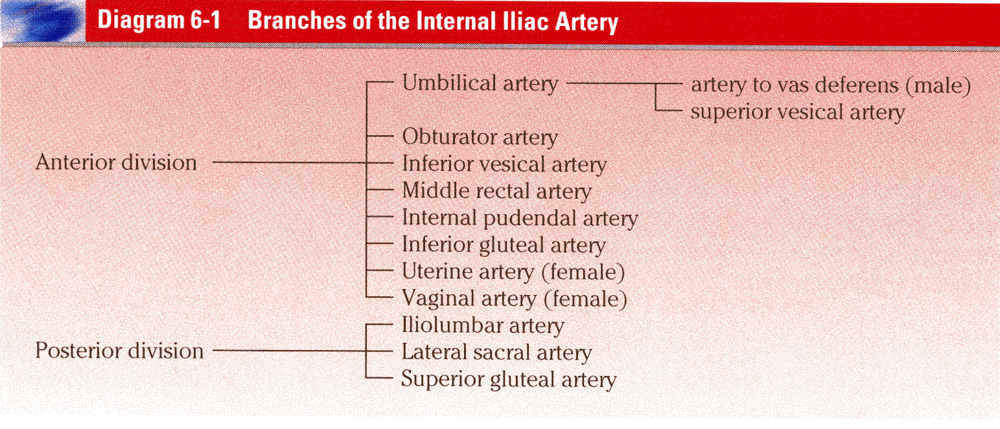 Diagram 6-1 Branches of the Internal Iliac Artery
Umbilical artery
artery to vas deferens (male)
superior vesical artery
Obturator artery
Anterior division
Inferior vesical artery
Middle rectal artery
Internal pudendal artery
Inferior gluteal artery
Uterine artery (female)
Vaginal artery (female)
Iliolumbar artery
Posterior division
Lateral sacral artery
Superior gluteal artery